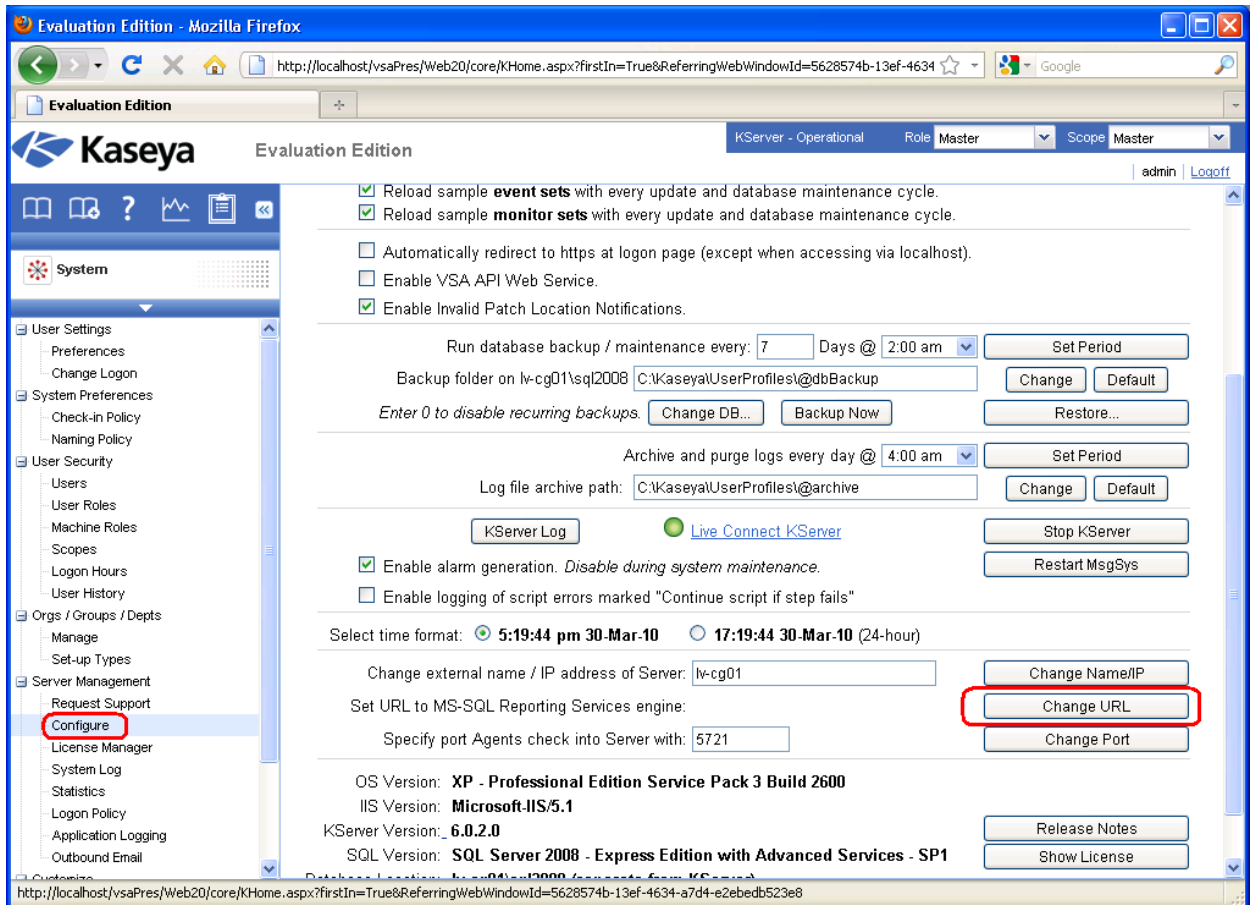 Evaluation Edition - Mozilla Firefox
http://localhost/vsaPres/Web20/core/KHome.aspx?firstIn=True&ReferringWebWindowId=5628574b-13ef-4634
Google
Evaluation Edition
Kaseya
Evaluation Edition
KServer - Operational Role Master Scope Master
admin Logoff
System
User Settings
Preferences
Change Logon
System Preferences
Check-in Policy
Naming Policy
User Security
Users
User Roles
Machine Roles
Scopes
Logon Hours
User History
Orgs / Groups / Depts
Manage
Set-up Types
Server Management
Request Support
Configure
License Manager
System Log
Statistics
Logon Policy
Application Logging
Outbound Email
Customize
Reload sample event sets with every update and database maintenance cycle.
Reload sample monitor sets with every update and database maintenance cycle.
Automatically redirect to https at logon page (except when accessing via localhost).
Enable VSA API Web Service.
Enable Invalid Patch Location Notifications.
Run database backup / maintenance every: 7 Days @ 2:00 am Set Period
Backup folder on lv-cg01\sql2008 C:\Kaseya\UserProfiles\@dbBackup Change Default
Enter 0 to disable recurring backups. Change DB... Backup Now Restore...
Archive and purge logs every day @ 4:00 am Set Period
Log file archive path: C:\Kaseya\UserProfiles\@archive Change Default
KServer Log Live Connect KServer Stop KServer
Enable alarm generation. Disable during system maintenance. Restart MsgSys
Enable logging of script errors marked "Continue script if step fails"
Select time format: 5:19:44 pm 30-Mar-10 17:19:44 30-Mar-10 (24-hour)
Change external name / IP address of Server: lv-cg01 Change Name/IP
Set URL to MS-SQL Reporting Services engine: Change URL
Specify port Agents check into Server with: 5721 Change Port
OS Version: XP - Professional Edition Service Pack 3 Build 2600
IIS Version: Microsoft-IIS/5.1
KServer Version: 6.0.2.0 Release Notes
SQL Version: SQL Server 2008 - Express Edition with Advanced Services - SP1 Show License
Database Location: lv-cg01\sql2008 (separate from KServer)
http://localhost/vsaPres/Web20/core/KHome.aspx?firstIn=True&ReferringWebWindowId=5628574b-13ef-4634-a7d4-e2ebedb523e8